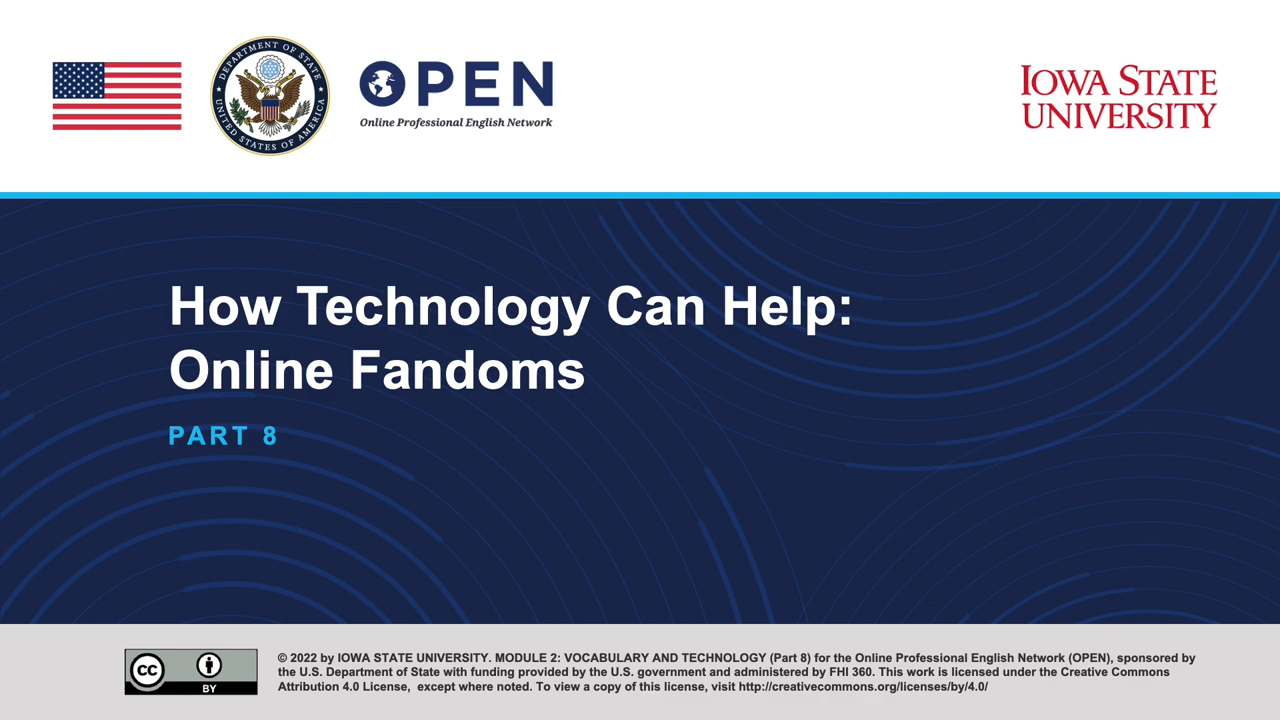 DEPARTMENT OF STATE
UNITED STATES OF AMERICA
OPEN
Online Professional English Network
IOWA STATE
UNIVERSITY
How Technology Can Help:
Online Fandoms
PART 8
CC
BY
© 2022 by IOWA STATE UNIVERSITY. MODULE 2: VOCABULARY AND TECHNOLOGY (Part 8) for the Online Professional English Network (OPEN), sponsored by
the U.S. Department of State with funding provided by the U.S. government and administered by FHI 360. This work is licensed under the Creative Commons
Attribution 4.0 License, except where noted. To view a copy of this license, visit http://creativecommons.org/licenses/by/4.0/